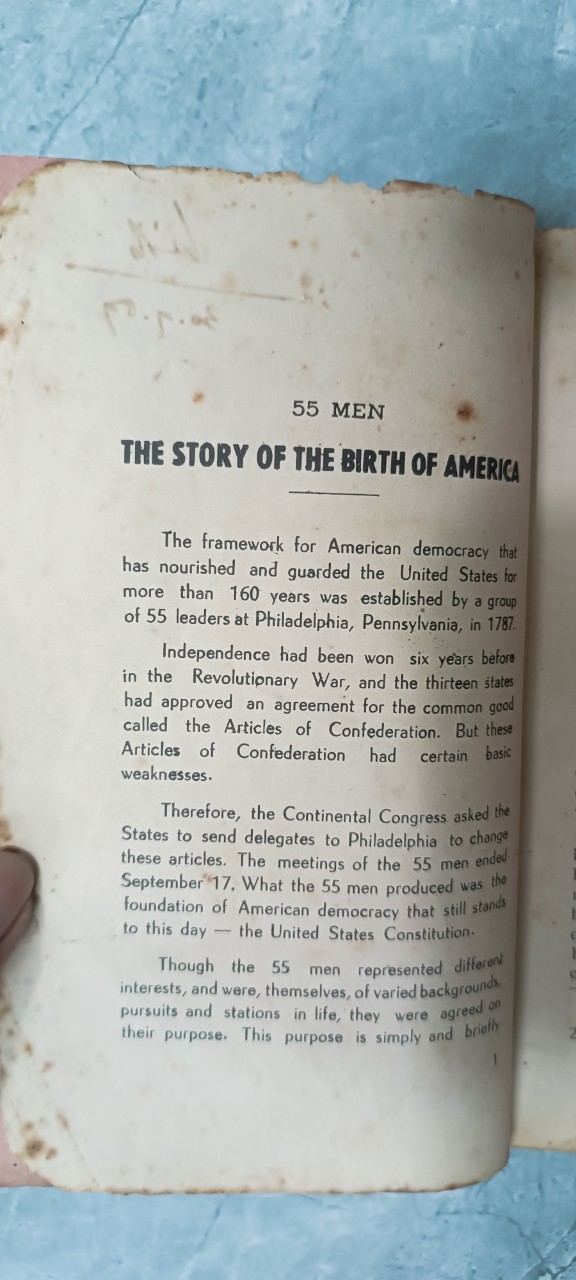 55 MEN
THE STORY OF THE BIRTH OF AMERICA
The framework for American democracy that
has nourished and guarded the United States for
more than 160 years was established by a group
of 55 leaders at Philadelphia, Pennsylvania, in 1787.
Independence had been won six years before
in the Revolutionary War, and the thirteen states
had approved an agreement for the common good
called the Articles of Confederation. But these
Articles of Confederation had certain basic
weaknesses.
Therefore, the Continental Congress asked the
States to send delegates to Philadelphia to change
these articles. The meetings of the 55 men ended
September 17. What the 55 men produced was the
foundation of American democracy that still stands
to this day — the United States Constitution.
Though the 55 men represented different
interests, and were, themselves, of varied backgrounds,
pursuits and stations in life, they were agreed on
their purpose. This purpose is simply and briefly
1
2